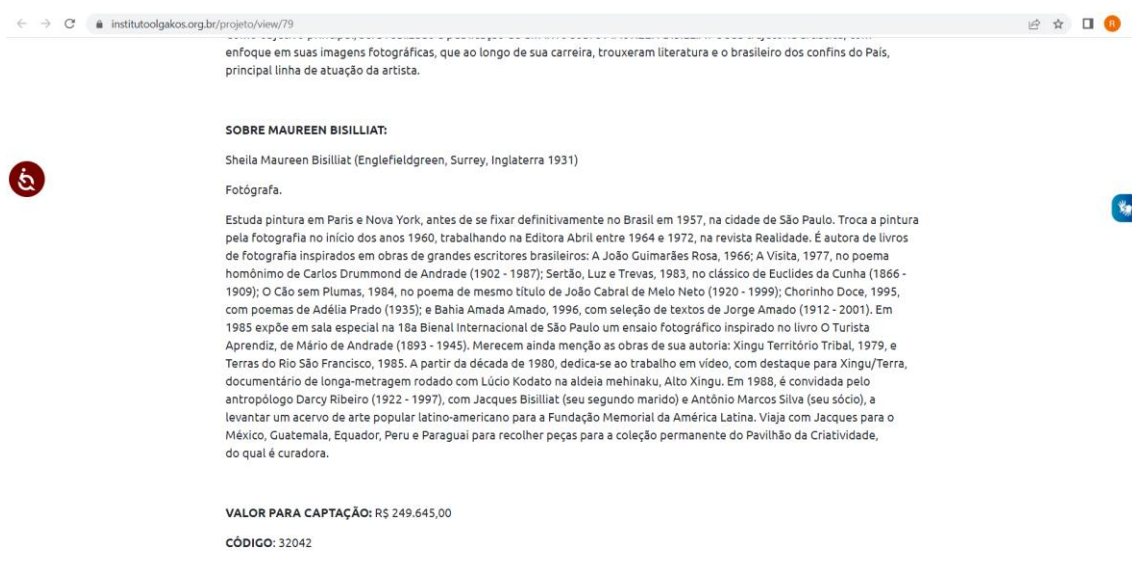 institutoolgakos.org.br/projeto/view/79
R
enfoque em suas imagens fotográficas, que ao longo de sua carreira, trouxeram literatura e o brasileiro dos confins do País,
principal linha de atuação da artista.
SOBRE MAUREEN BISILLIAT:
Sheila Maureen Bisilliat (Englefieldgreen, Surrey, Inglaterra 1931)
Fotógrafa.
Estuda pintura em Paris e Nova York, antes de se fixar definitivamente no Brasil em 1957, na cidade de São Paulo. Troca a pintura
pela fotografia no início dos anos 1960, trabalhando na Editora Abril entre 1964 e 1972, na revista Realidade. É autora de livros
de fotografia inspirados em obras de grandes escritores brasileiros: A João Guimarães Rosa, 1966; A Visita, 1977, no poema
homônimo de Carlos Drummond de Andrade (1902 - 1987); Sertão, Luz e Trevas, 1983, no clássico de Euclides da Cunha (1866 -
1909); O Cão sem Plumas, 1984, no poema de mesmo título de João Cabral de Melo Neto (1920 - 1999); Chorinho Doce, 1995,
com poemas de Adélia Prado (1935); e Bahia Amada Amado, 1996, com seleção de textos de Jorge Amado (1912 - 2001). Em
1985 expõe em sala especial na 18a Bienal Internacional de São Paulo um ensaio fotográfico inspirado no livro O Turista
Aprendiz, de Mário de Andrade (1893 - 1945). Merecem ainda menção as obras de sua autoria: Xingu Território Tribal, 1979, e
Terras do Rio São Francisco, 1985. A partir da década de 1980, dedica-se ao trabalho em vídeo, com destaque para Xingu/Terra,
documentário de longa-metragem rodado com Lúcio Kodato na aldeia mehinaku, Alto Xingu. Em 1988, é convidada pelo
antropólogo Darcy Ribeiro (1922 - 1997), com Jacques Bisilliat (seu segundo marido) e Antônio Marcos Silva (seu sócio), a
levantar um acervo de arte popular latino-americano para a Fundação Memorial da América Latina. Viaja com Jacques para o
México, Guatemala, Equador, Peru e Paraguai para recolher peças para a coleção permanente do Pavilhão da Criatividade,
do qual é curadora.
VALOR PARA CAPTAÇÃO: R$ 249.645,00
CÓDIGO: 32042